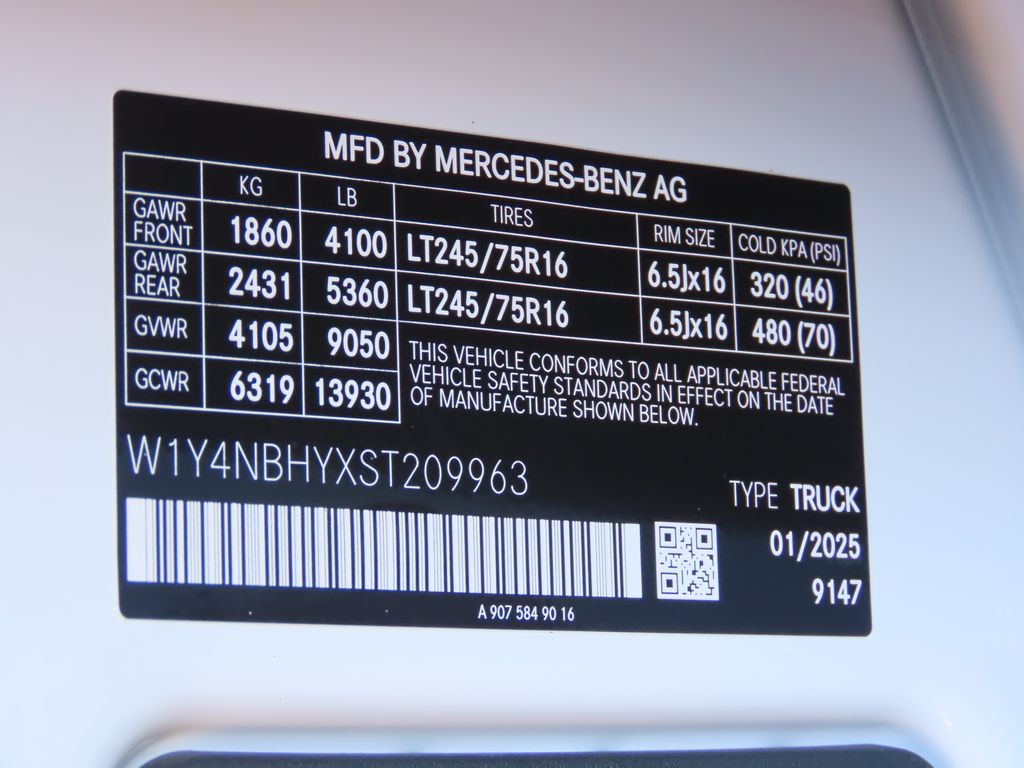 MFD BY MERCEDES-BENZ AG
KG LB TIRES RIM SIZE COLD KPA (PSI)
GAWR FRONT 1860 4100 LT245/75R16 6.5Jx16 320 (46)
GAWR REAR 2431 5360 LT245/75R16 6.5Jx16 480 (70)
GVWR 4105 9050
GCWR 6319 13930
THIS VEHICLE CONFORMS TO ALL APPLICABLE FEDERAL
VEHICLE SAFETY STANDARDS IN EFFECT ON THE DATE
OF MANUFACTURE SHOWN BELOW.
W1Y4NBHYXST209963
TYPE TRUCK
01/2025
9147
A 907 584 90 16